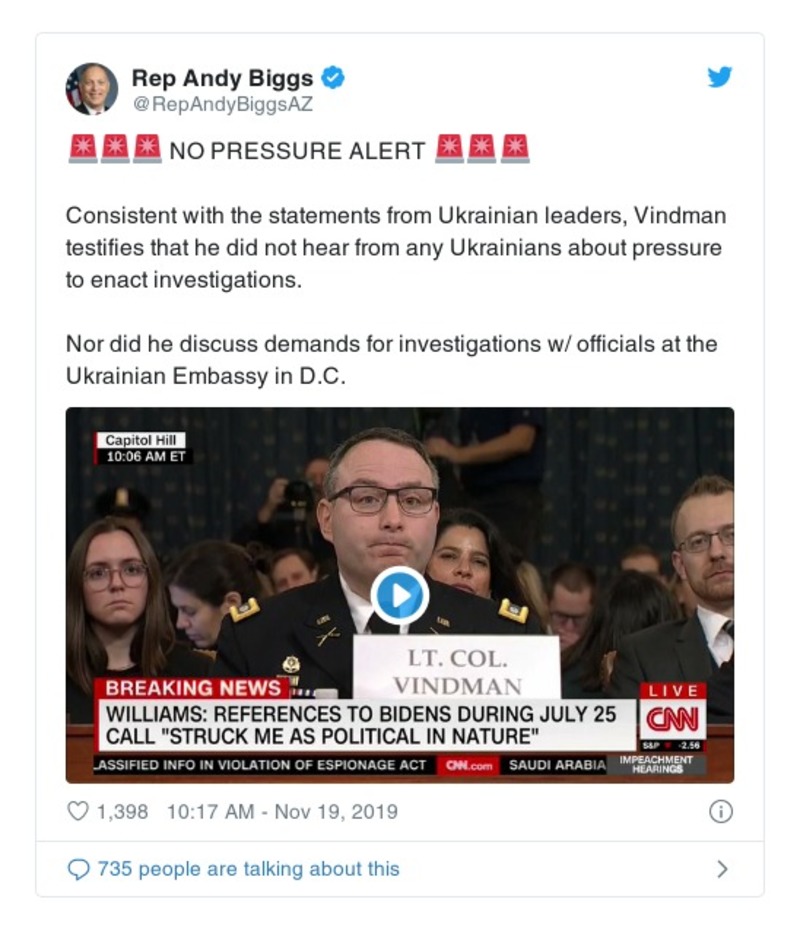 Rep Andy Biggs
@RepAndyBiggsAZ
🚨🚨🚨 NO PRESSURE ALERT 🚨🚨🚨
Consistent with the statements from Ukrainian leaders, Vindman
testifies that he did not hear from any Ukrainians about pressure
to enact investigations.
Nor did he discuss demands for investigations w/ officials at the
Ukrainian Embassy in D.C.
Capitol Hill
10:06 AM ET
LT. COL.
VINDMAN
BREAKING NEWS
WILLIAMS: REFERENCES TO BIDENS DURING JULY 25
CALL "STRUCK ME AS POLITICAL IN NATURE"
LIVE
CNN
S&P -2.56
ASSIFIED INFO IN VIOLATION OF ESPIONAGE ACT CNN.com SAUDI ARABIA
IMPEACHMENT
HEARINGS
1,398 10:17 AM - Nov 19, 2019
735 people are talking about this